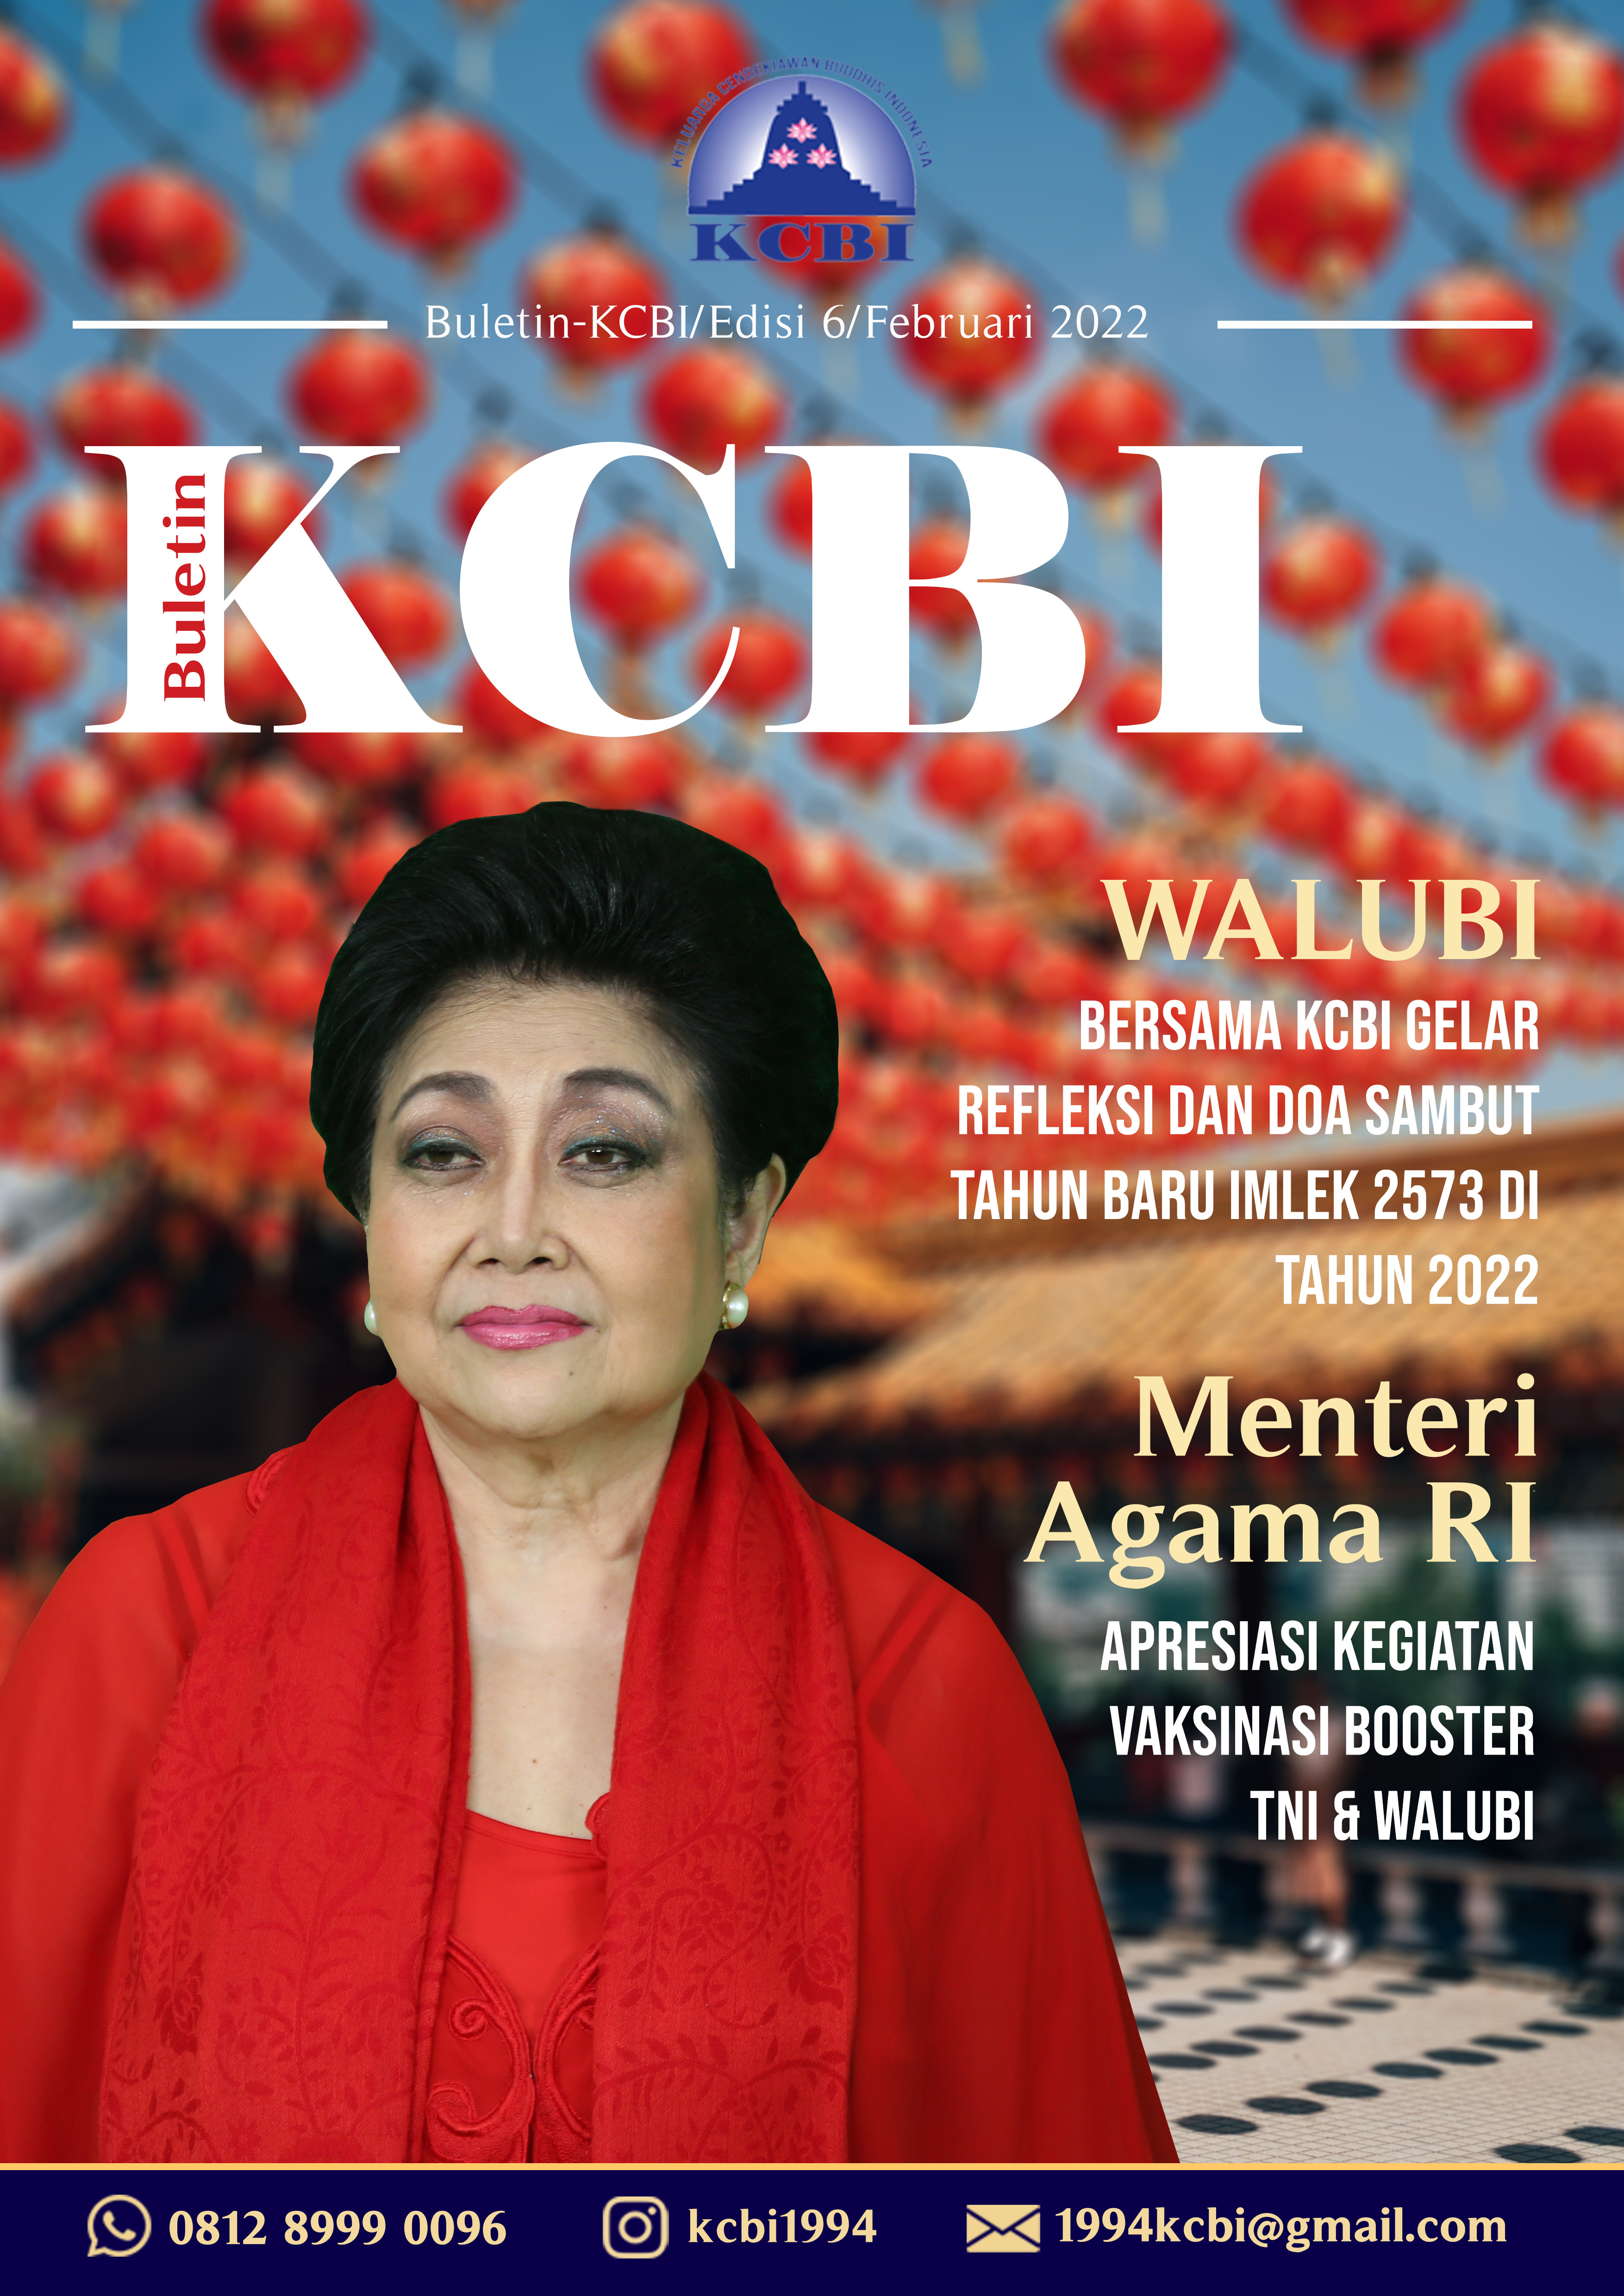 KELUARGA CENDEKIAWAN BUDDHIS INDONESIA
KCBI
Buletin-KCBI/Edisi 6/Februari 2022
Buletin
KCBI
WALUBI
BERSAMA KCBI GELAR
REFLEKSI DAN DOA SAMBUT
TAHUN BARU IMLEK 2573 DI
TAHUN 2022
Menteri
Agama RI
APRESIASI KEGIATAN
VAKSINASI BOOSTER
TNI & WALUBI
0812 8999 0096
kcbi1994
1994kcbi@gmail.com